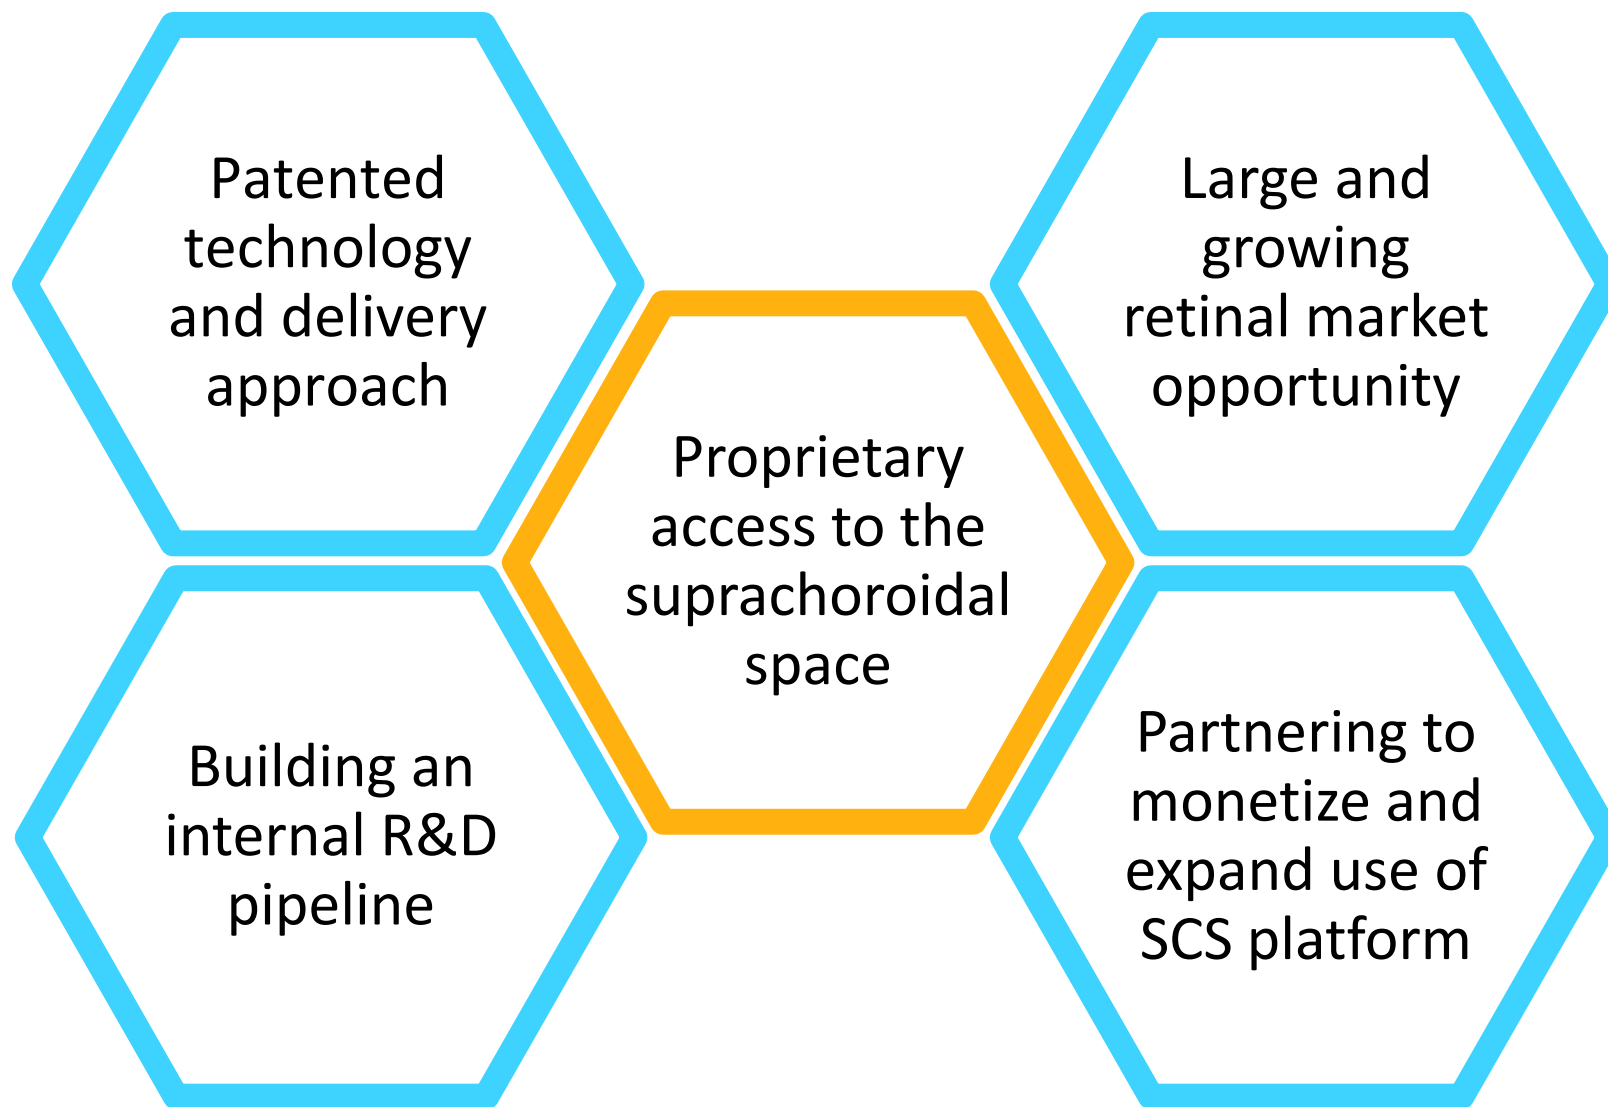 Patented
technology
and delivery
approach
Large and
growing
retinal market
opportunity
Proprietary
access to the
suprachoroidal
space
Building an
internal R&D
pipeline
Partnering to
monetize and
expand use of
SCS platform